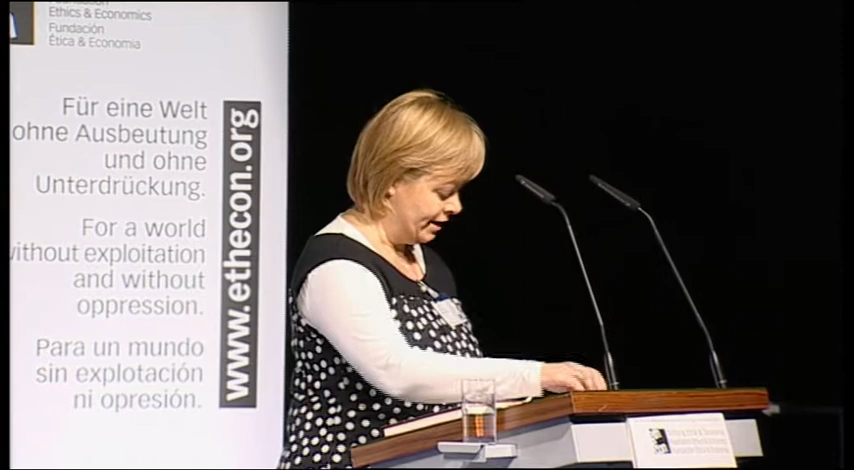 Ethics & Economics
Fundación
Ética & Economía
Für eine Welt
ohne Ausbeutung
und ohne
Unterdrückung.
For a world
without exploitation
and without
oppression.
Para un mundo
sin explotación
ni opresión.
www.ethecon.org